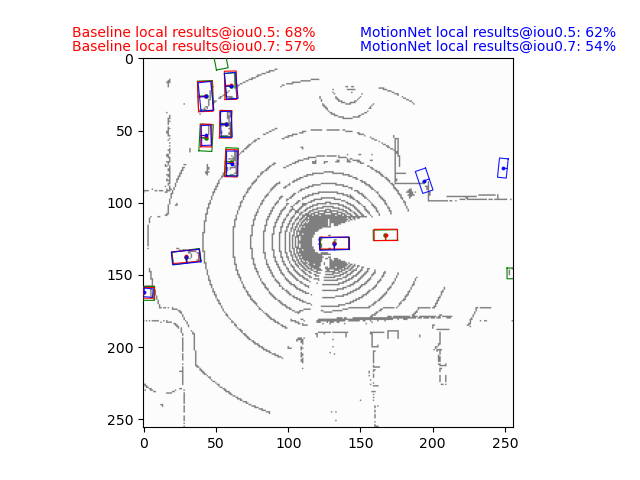 Baseline local results@iou0.5: 68% MotionNet local results@iou0.5: 62%
Baseline local results@iou0.7: 57% MotionNet local results@iou0.7: 54%
0
50
100
150
200
250
0 50 100 150 200 250